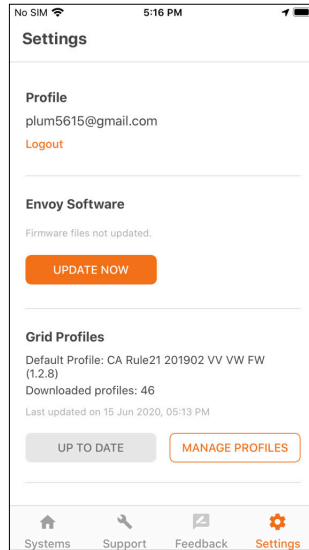 No SIM 5:16 PM
Settings
Profile
plum5615@gmail.com
Logout
Envoy Software
Firmware files not updated.
UPDATE NOW
Grid Profiles
Default Profile: CA Rule21 201902 VV VW FW
(1.2.8)
Downloaded profiles: 46
Last updated on 15 Jun 2020, 05:13 PM
UP TO DATE MANAGE PROFILES
Systems Support Feedback Settings